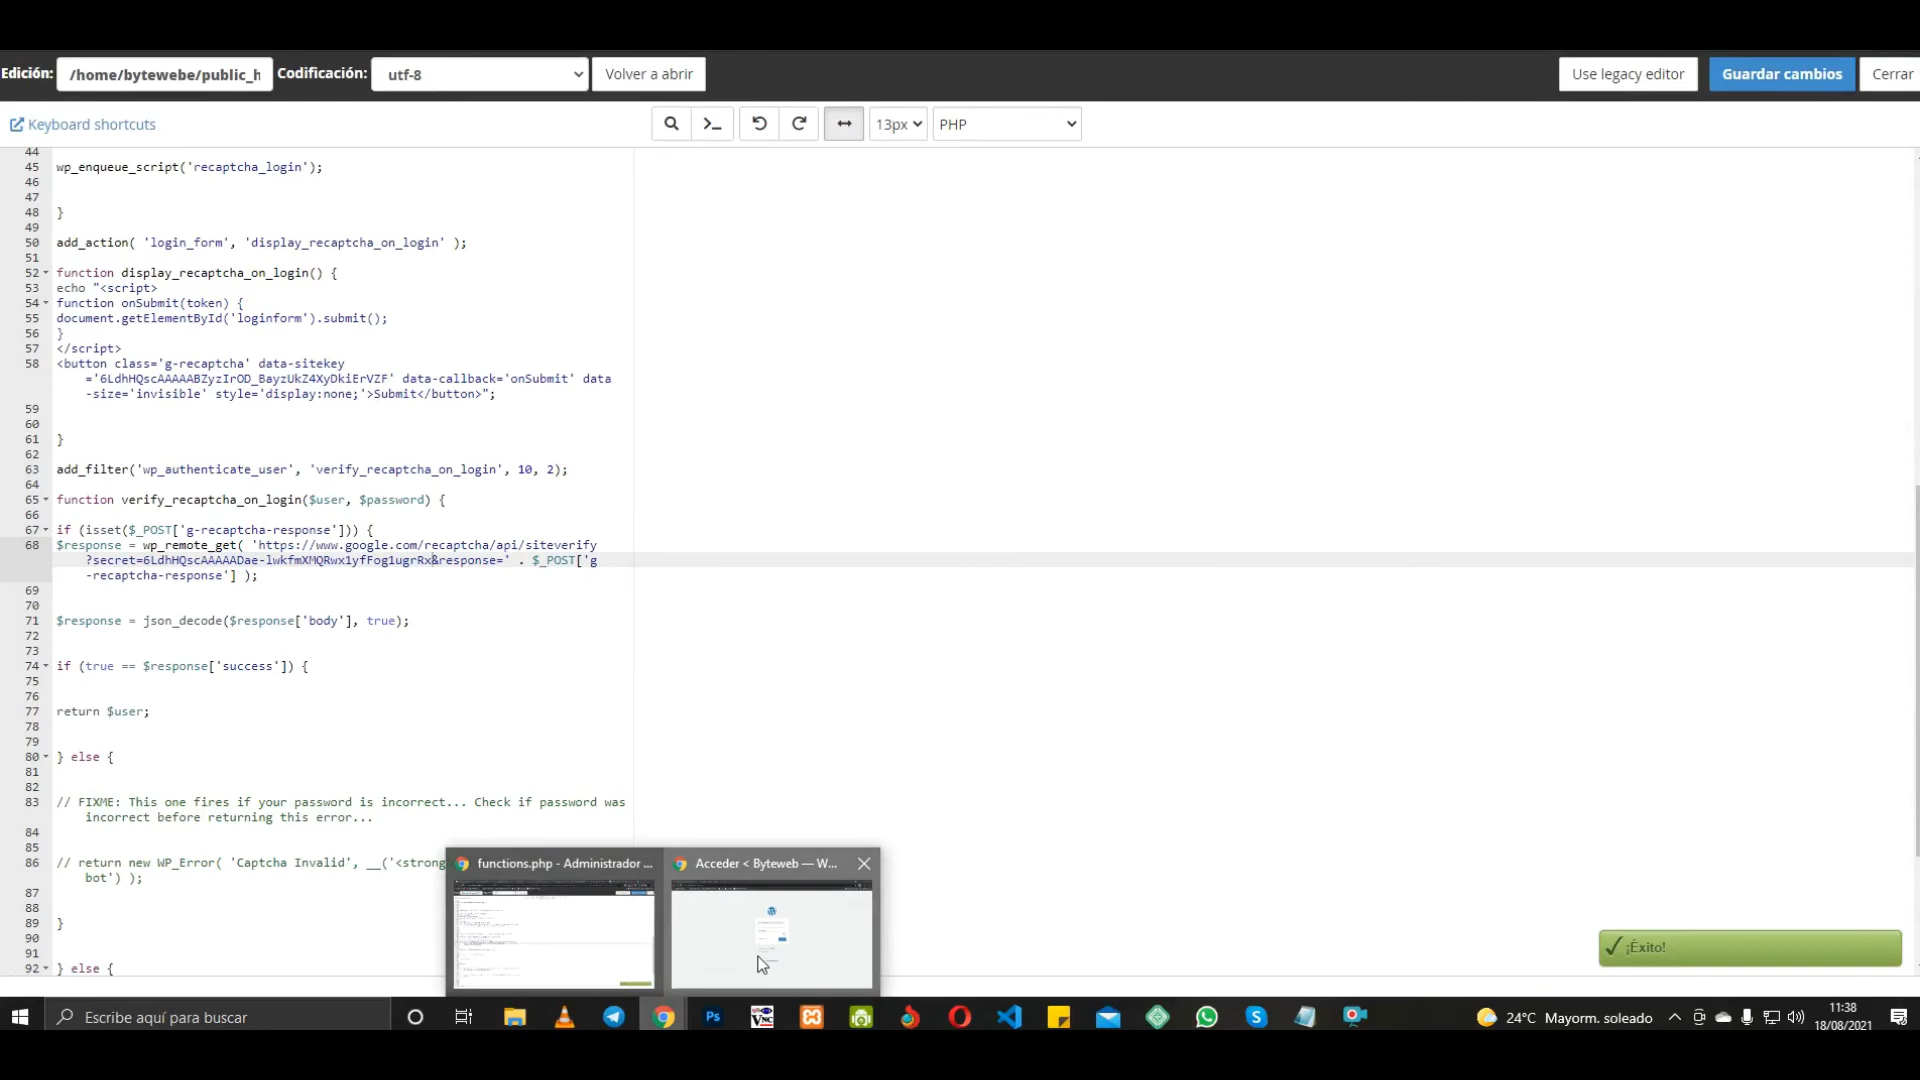 Edición:
/home/bytewebe/public_h
Codificación:
utf-8
Volver a abrir
Use legacy editor
Guardar cambios
Cerrar
Keyboard shortcuts
13px
PHP
44
45 wp_enqueue_script('recaptcha_login');
46
47
48 }
49
50 add_action( 'login_form', 'display_recaptcha_on_login' );
51
52 function display_recaptcha_on_login() {
53 echo "<script>
54 function onSubmit(token) {
55 document.getElementById('loginform').submit();
56 }
57 </script>
58 <button class='g-recaptcha' data-sitekey
='6LdhHQscAAAAABZyzIrOD_BayzUkZ4XyDkiErVZF' data-callback='onSubmit' data
-size='invisible' style='display:none;'>Submit</button>";
59
60
61 }
62
63 add_filter('wp_authenticate_user', 'verify_recaptcha_on_login', 10, 2);
64
65 function verify_recaptcha_on_login($user, $password) {
66
67 if (isset($_POST['g-recaptcha-response'])) {
68 $response = wp_remote_get( 'https://www.google.com/recaptcha/api/siteverify
?secret=6LdhHQscAAAAADae-lwkfmXMQRwx1yfFog1ugrRx&response=' . $_POST['g
-recaptcha-response'] );
69
70
71 $response = json_decode($response['body'], true);
72
73
74 if (true == $response['success']) {
75
76
77 return $user;
78
79
80 } else {
81
82
83 // FIXME: This one fires if your password is incorrect... Check if password was
incorrect before returning this error...
84
85
86 // return new WP_Error( 'Captcha Invalid', __('<strong
bot') );
87
88
89 }
90
91
92 } else {
functions.php - Administrador ...
Acceder < Byteweb — W...
¡Éxito!
Escribe aquí para buscar
Ps
VNC
24°C Mayorm. soleado
11:38
18/08/2021